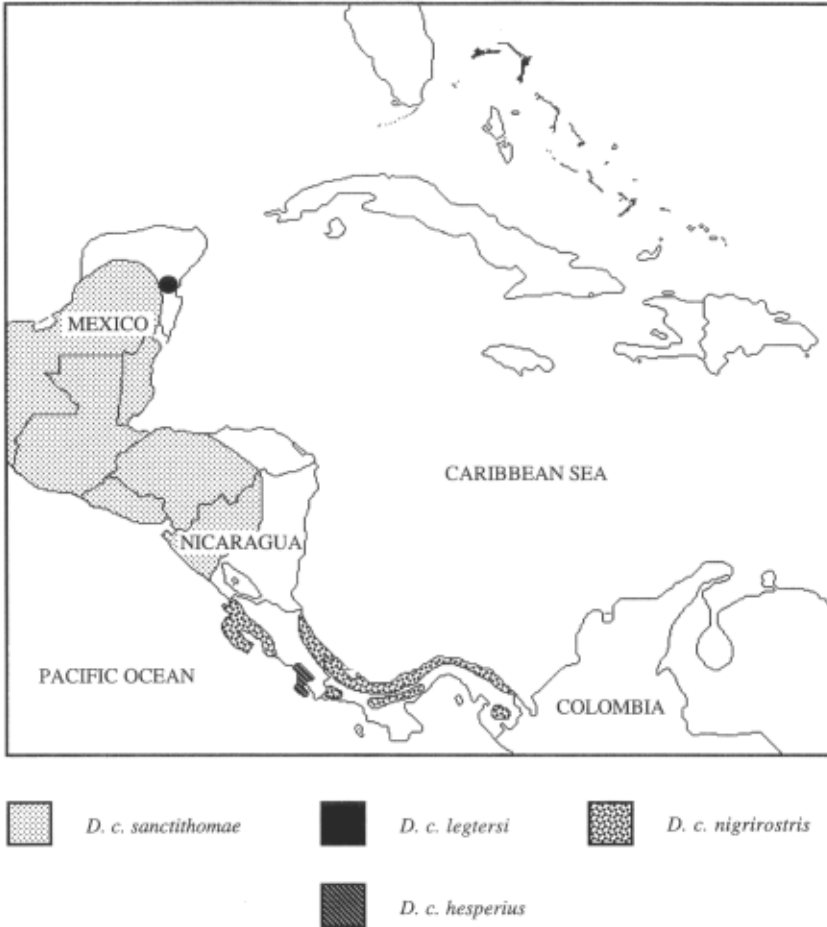 MEXICO
CARIBBEAN SEA
NICARAGUA
PACIFIC OCEAN
COLOMBIA
D. c. sanctithomae
D. c. legtersi
D. c. nigrirostris
D. c. hesperius